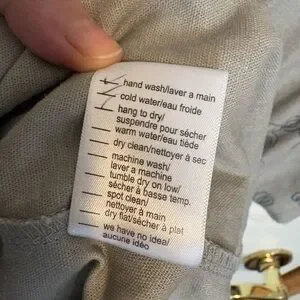 hand wash/laver a main
cold water/eau froide
hang to dry/
suspendre pour sécher
warm water/eau tiède
dry clean/nettoyer à sec
machine wash/
laver a machine
tumble dry on low/
sécher à basse temp.
spot clean/
nettoyer à main
dry flat/sécher à plat
we have no idea/
aucune idéo